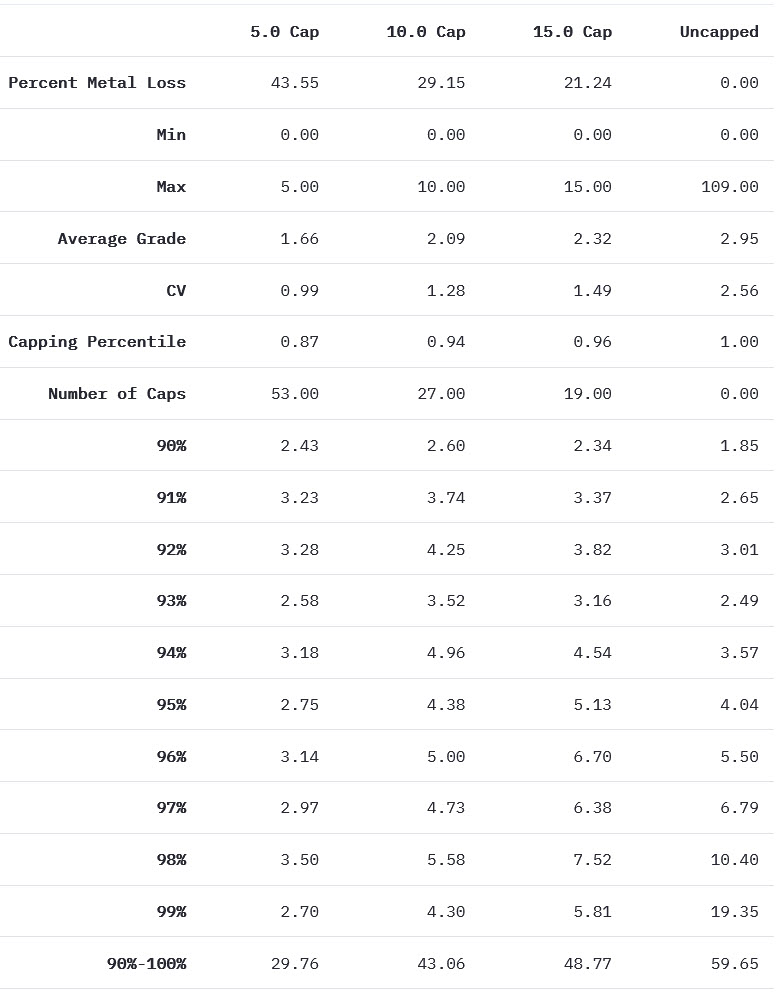 5.0 Cap 10.0 Cap 15.0 Cap Uncapped
Percent Metal Loss 43.55 29.15 21.24 0.00
Min 0.00 0.00 0.00 0.00
Max 5.00 10.00 15.00 109.00
Average Grade 1.66 2.09 2.32 2.95
CV 0.99 1.28 1.49 2.56
Capping Percentile 0.87 0.94 0.96 1.00
Number of Caps 53.00 27.00 19.00 0.00
90% 2.43 2.60 2.34 1.85
91% 3.23 3.74 3.37 2.65
92% 3.28 4.25 3.82 3.01
93% 2.58 3.52 3.16 2.49
94% 3.18 4.96 4.54 3.57
95% 2.75 4.38 5.13 4.04
96% 3.14 5.00 6.70 5.50
97% 2.97 4.73 6.38 6.79
98% 3.50 5.58 7.52 10.40
99% 2.70 4.30 5.81 19.35
90%-100% 29.76 43.06 48.77 59.65